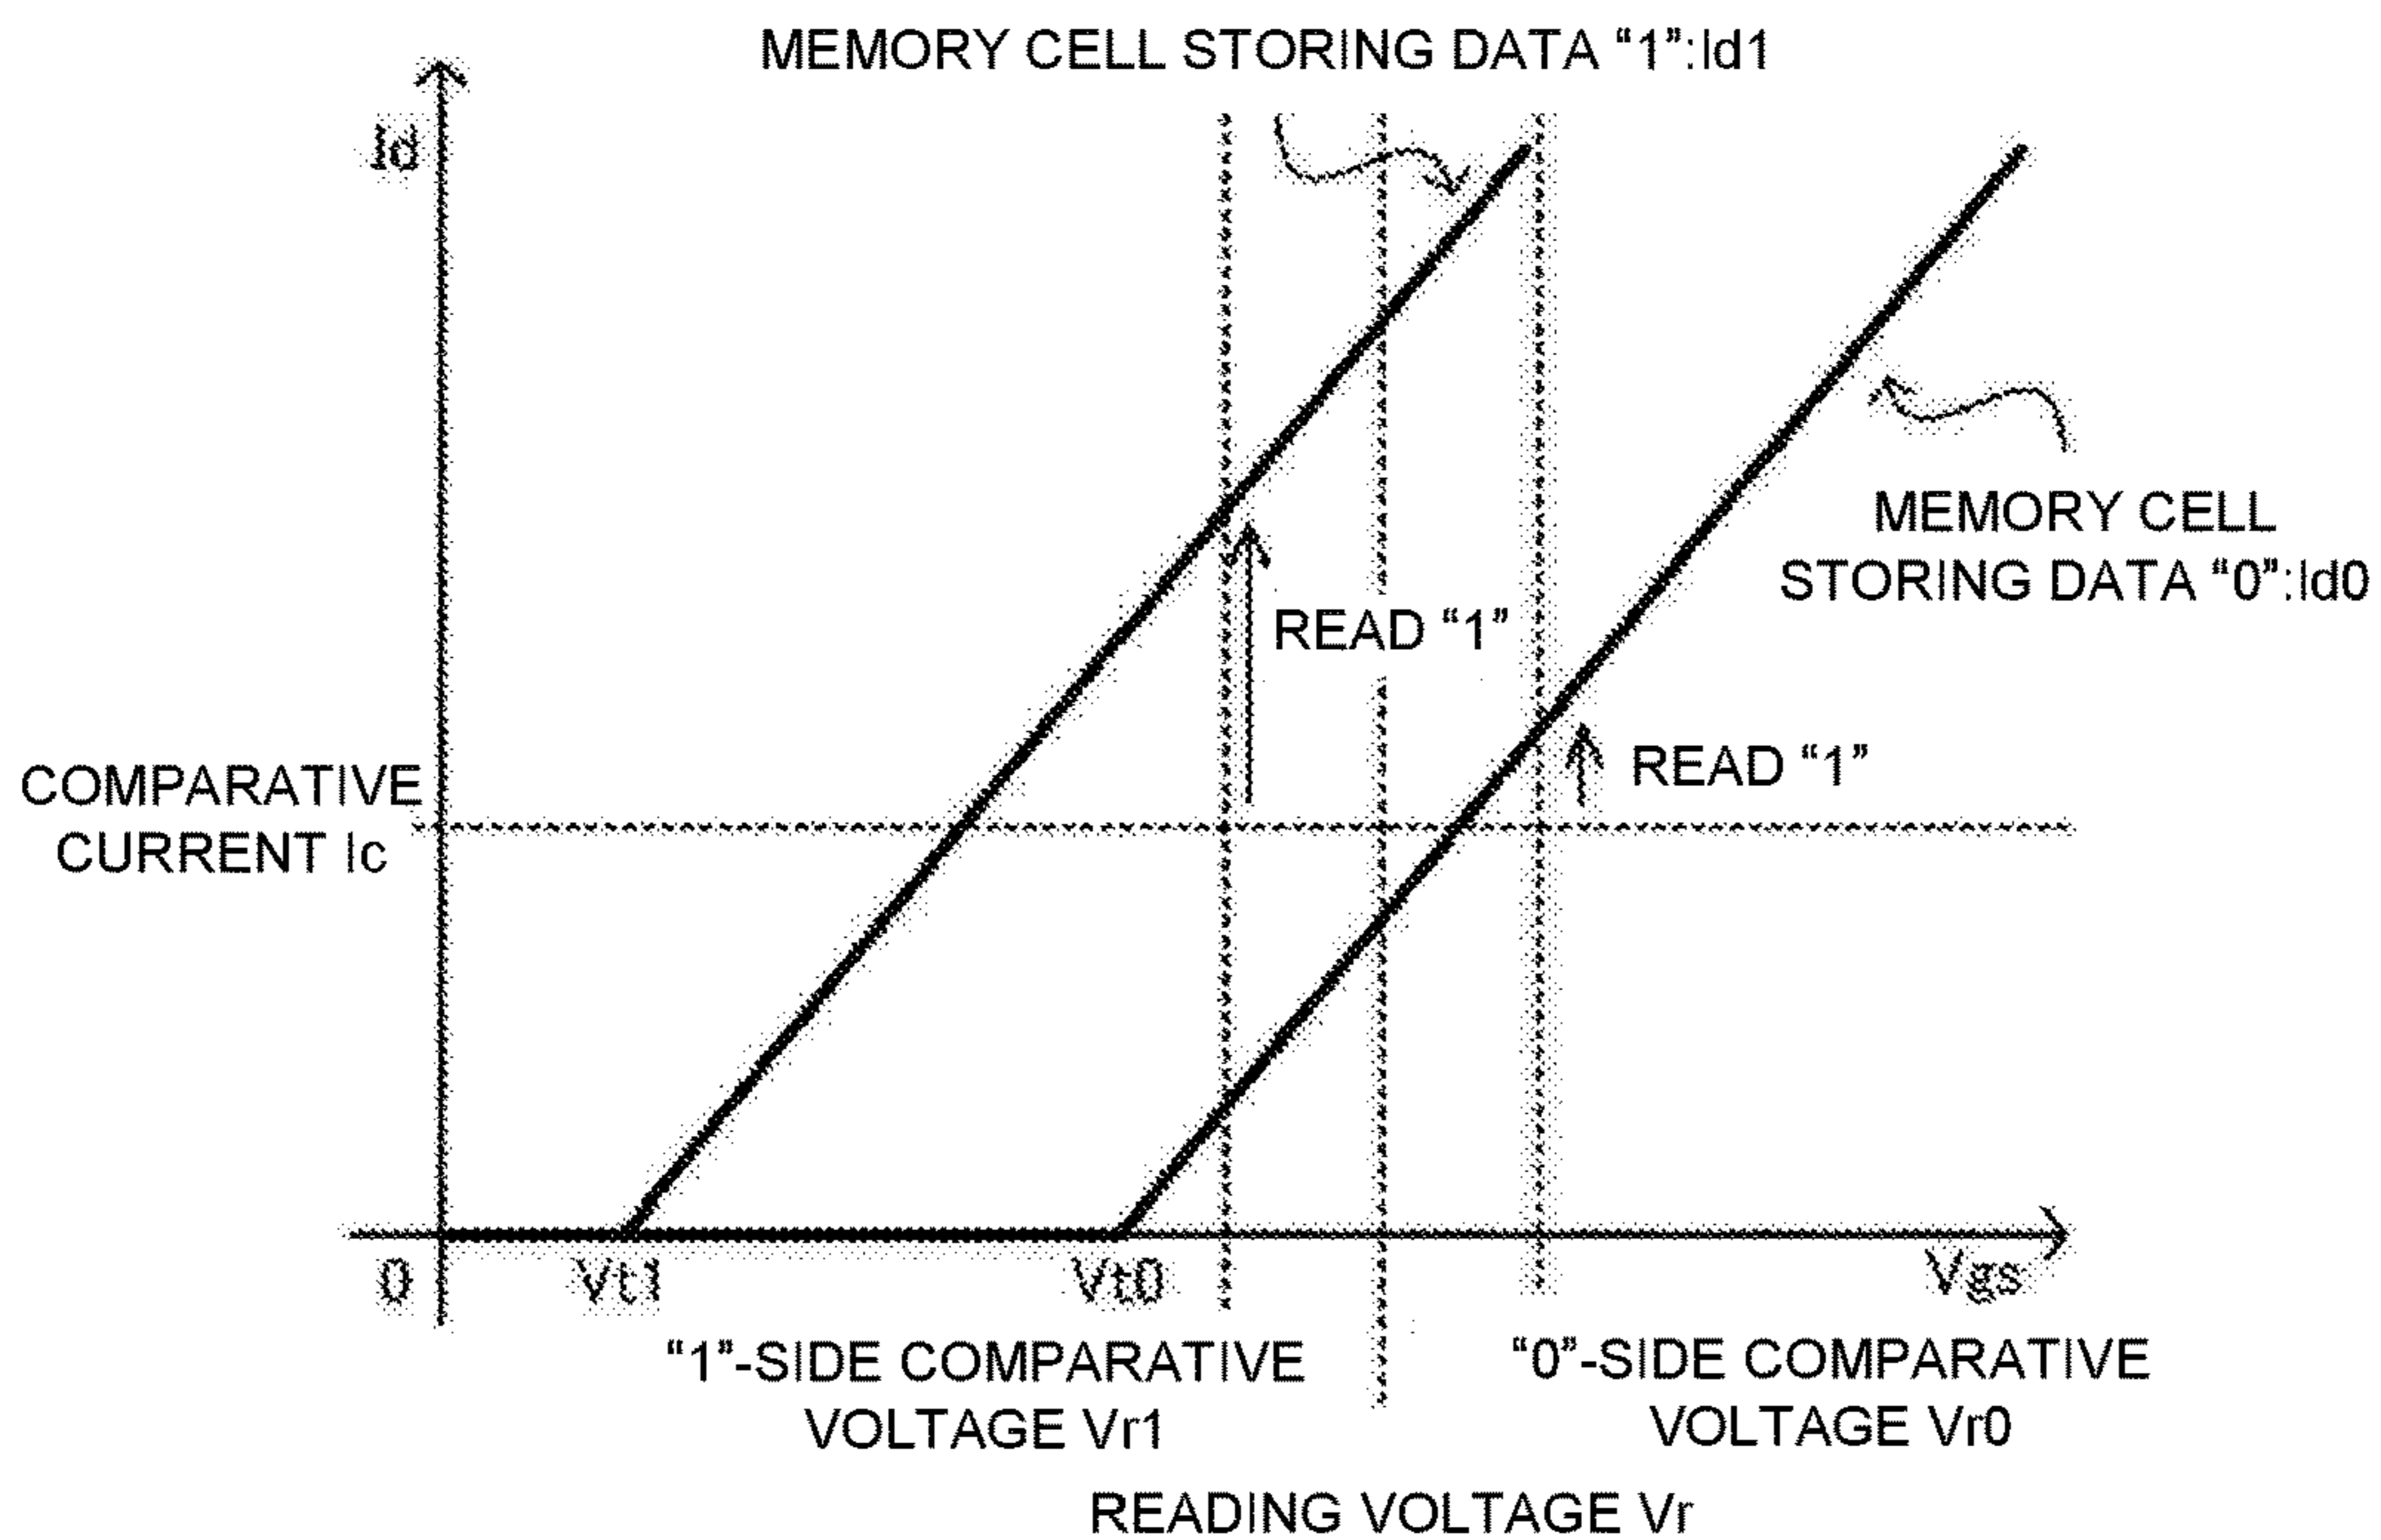 MEMORY CELL STORING DATA “1”:Id1
Id
MEMORY CELL
STORING DATA “0”:Id0
READ “1”
READ “1”
COMPARATIVE
CURRENT Ic
0
Vt1
Vt0
Vgs
“1”-SIDE COMPARATIVE
VOLTAGE Vr1
“0”-SIDE COMPARATIVE
VOLTAGE Vr0
READING VOLTAGE Vr